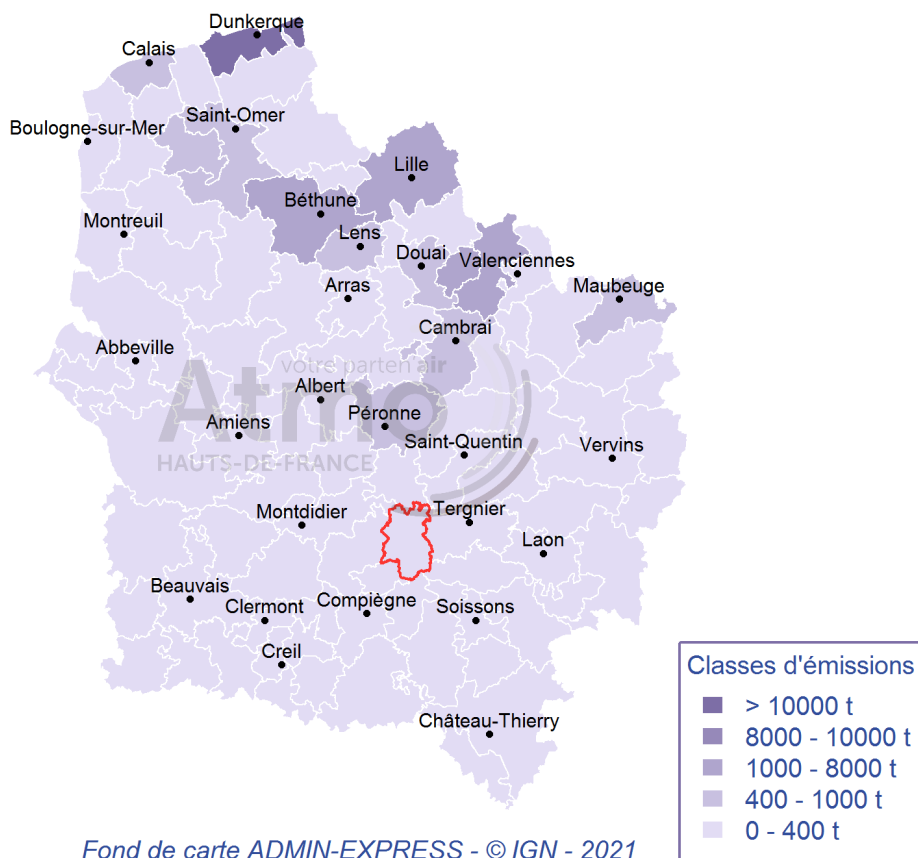 Dunkerque
Calais
Saint-Omer
Boulogne-sur-Mer
Lille
Béthune
Montreuil
Lens
Douai
Valenciennes
Maubeuge
Arras
Cambrai
Abbeville
votre parten'air
Atmo
HAUTS-DE-FRANCE
Albert
Péronne
Amiens
Saint-Quentin
Vervins
Montdidier
Tergnier
Laon
Beauvais
Clermont
Compiègne
Soissons
Creil
Château-Thierry
Classes d'émissions
> 10000 t
8000 - 10000 t
1000 - 8000 t
400 - 1000 t
0 - 400 t
Fond de carte ADMIN-EXPRESS - © IGN - 2021